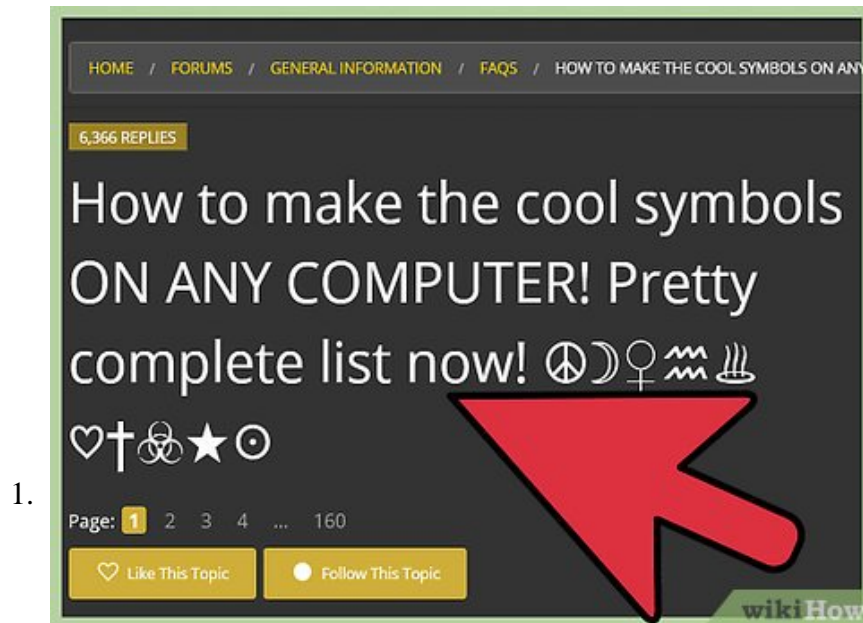 HOME / FORUMS / GENERAL INFORMATION / FAQS / HOW TO MAKE THE COOL SYMBOLS ON ANY
6,366 REPLIES
How to make the cool symbols
ON ANY COMPUTER! Pretty
complete list now! ☮☽♀♒♨
♡†☣★⊙
1.
Page: 1 2 3 4 ... 160
♡ Like This Topic ● Follow This Topic
wikiHow